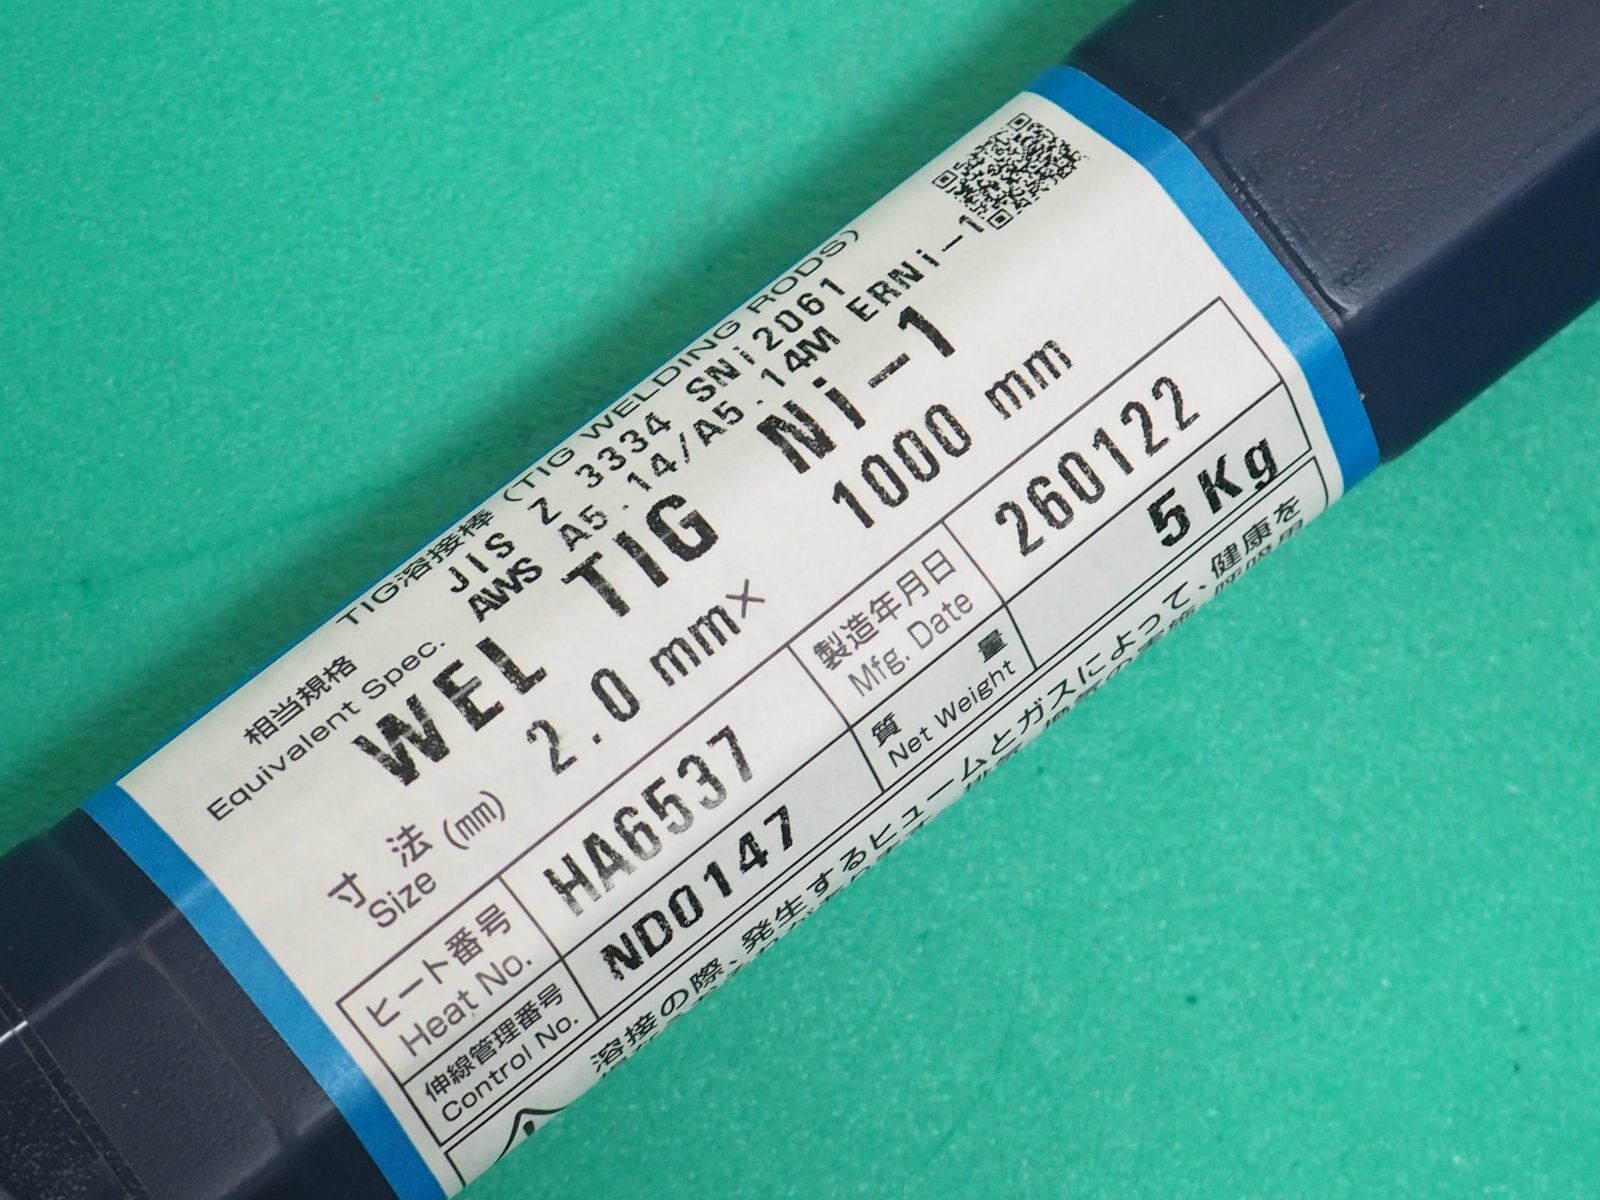 TIG溶接棒 (TIG WELDING RODS)
相当規格 JIS Z 3334 SNi2061
Equivalent Spec. AWS A5.14/A5.14M ERNi-1
WEL TIG Ni-1
寸法(mm) 2.0 mm× 1000 mm
Size
ヒート番号 HA6537 製造年月日 260122
Heat No. Mfg. Date
伸線管理番号 ND0147 質量 5Kg
Control No. Net Weight
溶接の際、発生するヒュームとガスによって、健康を